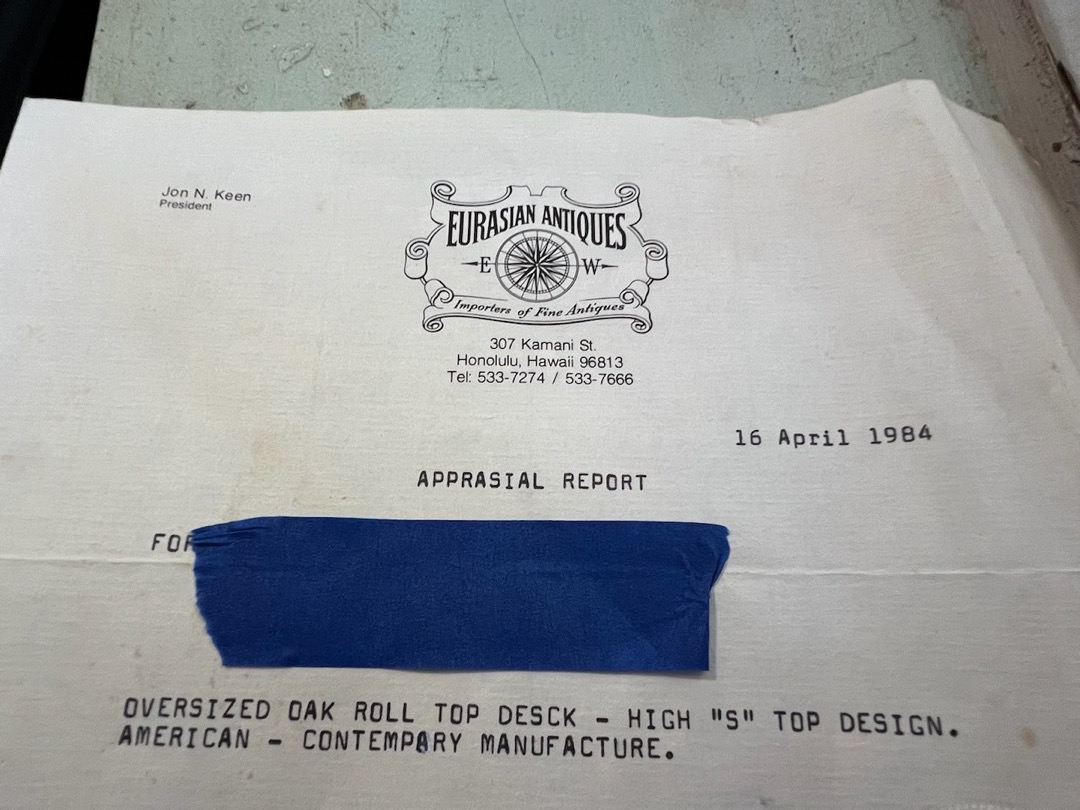 Jon N. Keen
President
EURASIAN ANTIQUES
E W
Importers of Fine Antiques
307 Kamani St.
Honolulu, Hawaii 96813
Tel: 533-7274 / 533-7666
16 April 1984
APPRASIAL REPORT
FOR
OVERSIZED OAK ROLL TOP DESCK - HIGH "S" TOP DESIGN.
AMERICAN - CONTEMPARY MANUFACTURE.